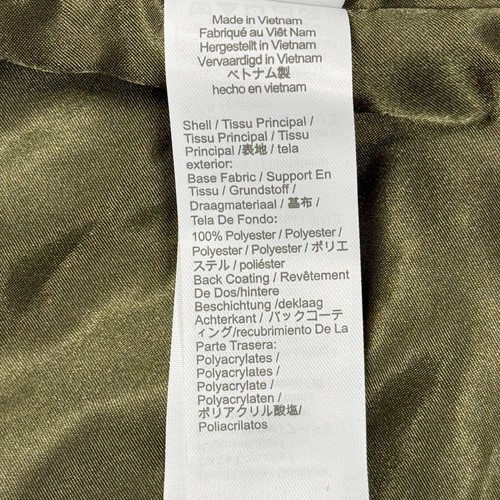 Made in Vietnam
Fabriqué au Viêt Nam
Hergestellt in Vietnam
Vervaardigd in Vietnam
ベトナム製
hecho en vietnam
Shell / Tissu Principal /
Tissu Principal / Tissu
Principal /表地 / tela
exterior:
Base Fabric / Support En
Tissu / Grundstoff /
Draagmateriaal / 基布 /
Tela De Fondo:
100% Polyester / Polyester /
Polyester / Polyester / ポリエ
ステル / poliéster
Back Coating / Revêtement
De Dos/hintere
Beschichtung /deklaag
Achterkant / バックコーテ
ィング/recubrimiento De La
Parte Trasera:
Polyacrylates /
Polyacrylates /
Polyacrylate /
Polyacrylaten /
ポリアクリル酸塩/
Poliacrilatos